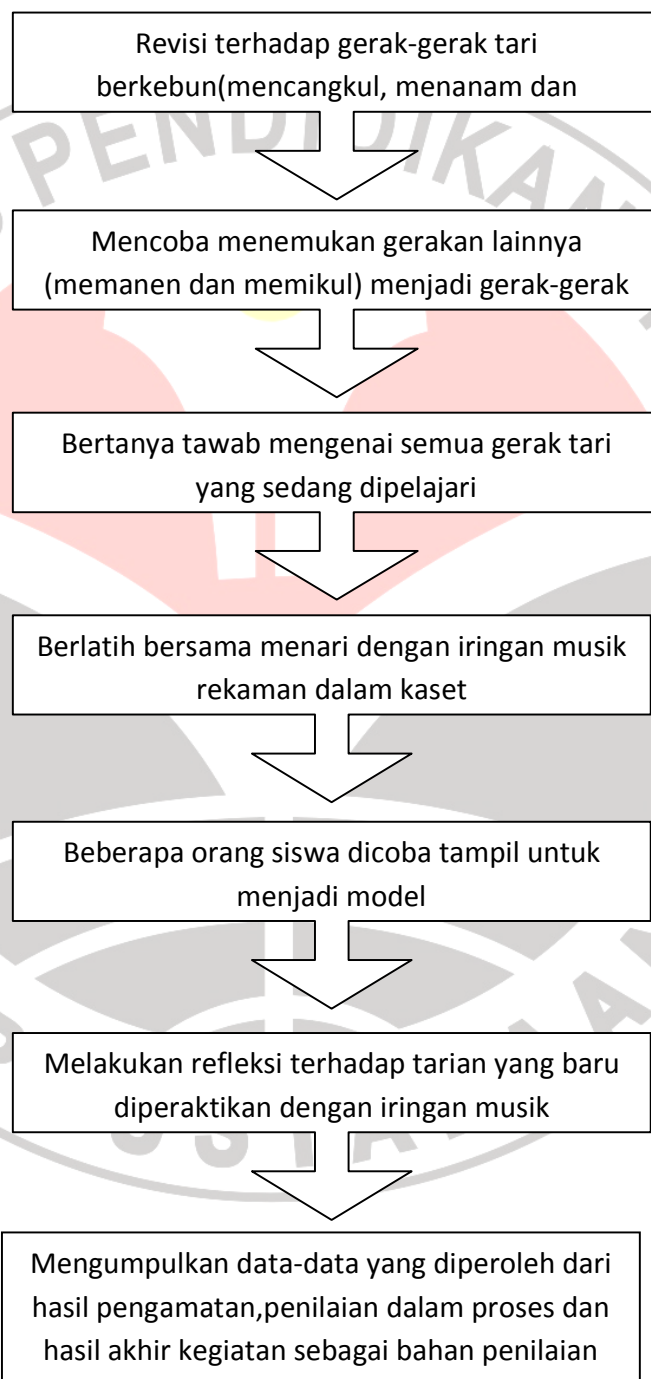 Revisi terhadap gerak-gerak tari
berkebun(mencangkul, menanam dan
PENDIDIKAN
Mencoba menemukan gerakan lainnya
(memanen dan memikul) menjadi gerak-gerak
Bertanya tawab mengenai semua gerak tari
yang sedang dipelajari
Berlatih bersama menari dengan iringan musik
rekaman dalam kaset
Beberapa orang siswa dicoba tampil untuk
menjadi model
Melakukan refleksi terhadap tarian yang baru
diperaktikan dengan iringan musik
Mengumpulkan data-data yang diperoleh dari
hasil pengamatan,penilaian dalam proses dan
hasil akhir kegiatan sebagai bahan penilaian